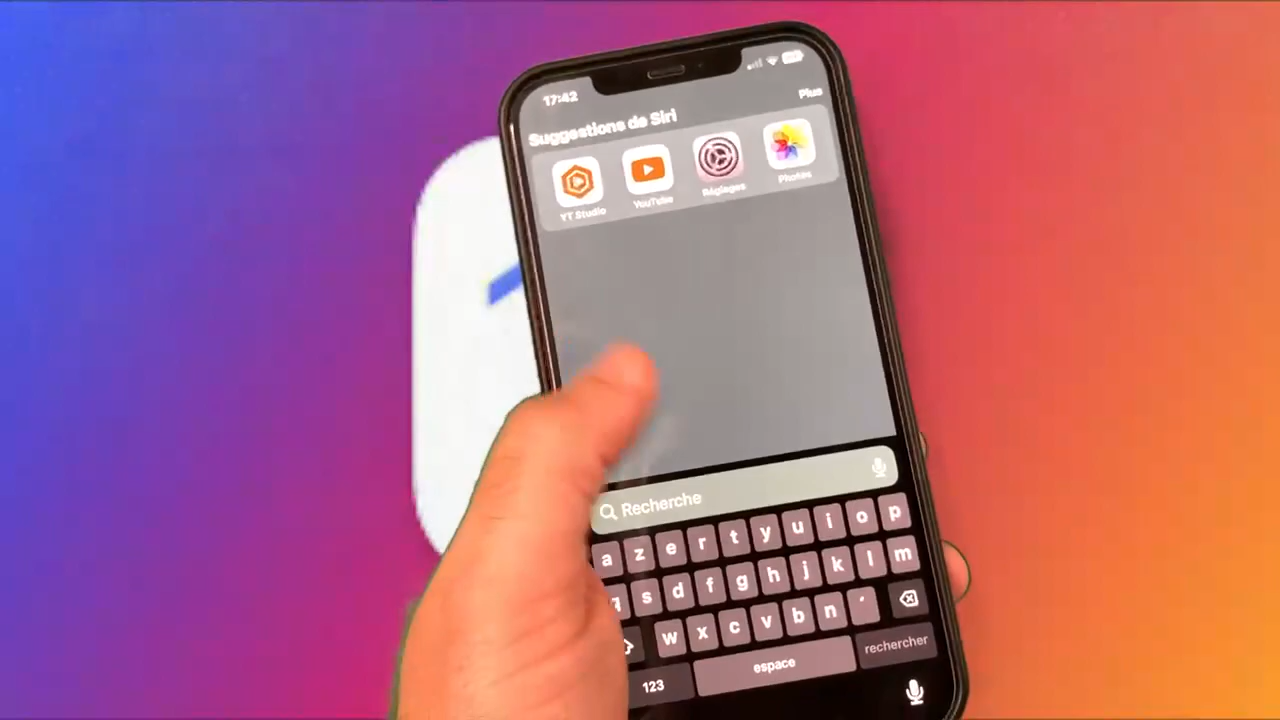 17:42
Plus
Suggestions de Siri
YT Studio
YouTube
Réglages
Photos
Recherche
a z e r t y u i o p
q s d f g h j k l m
w x c v b n ´
123 espace rechercher